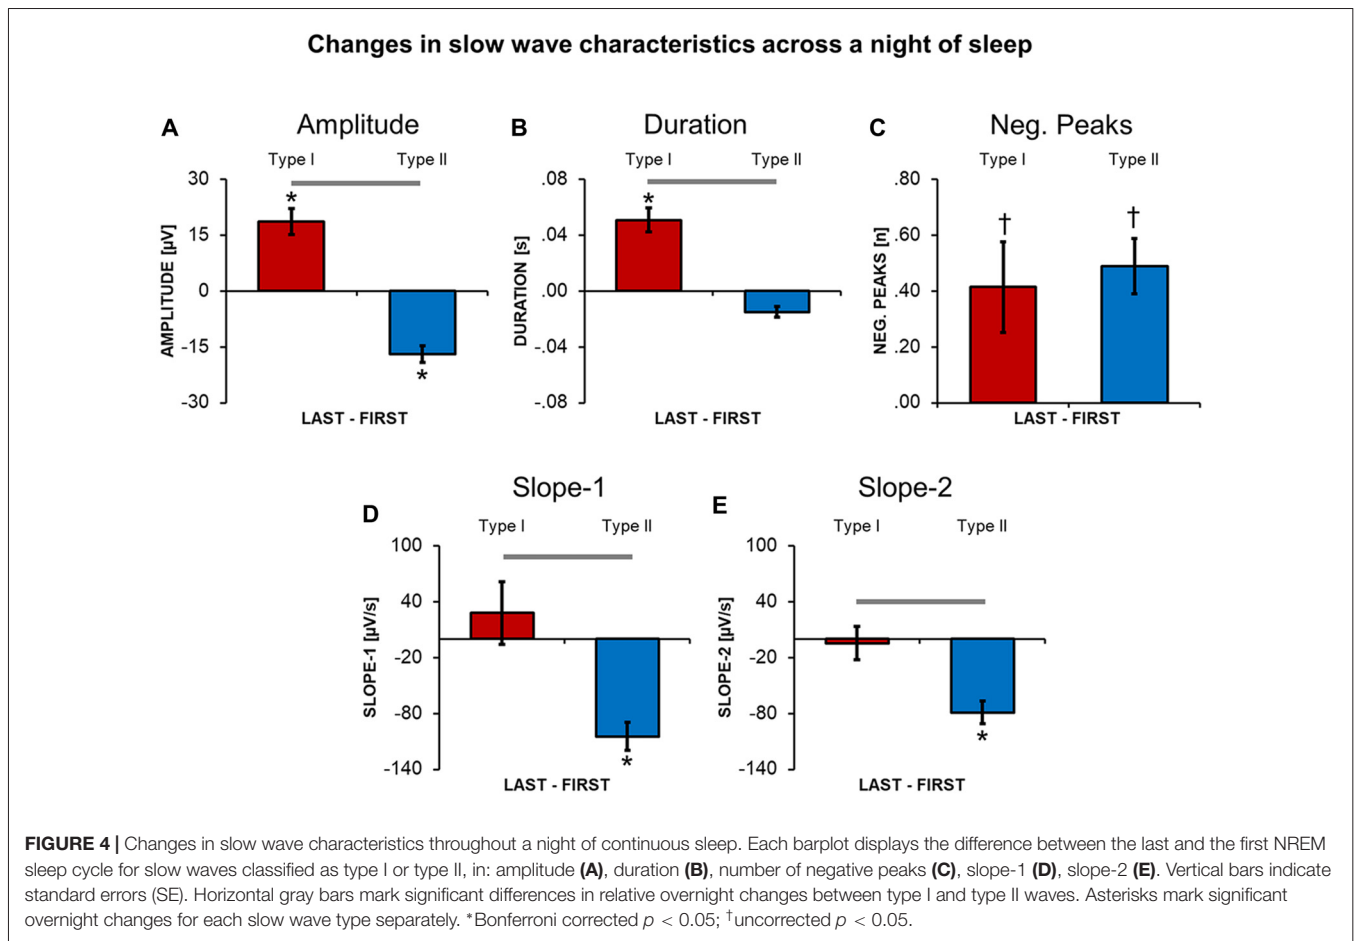 Changes in slow wave characteristics across a night of sleep
A
Amplitude
Type I
Type II
30
15
0
-15
-30
AMPLITUDE [µV]
*
*
LAST - FIRST
B
Duration
Type I
Type II
.08
.04
.00
-.04
-.08
DURATION [s]
*
LAST - FIRST
C
Neg. Peaks
Type I
Type II
.80
.60
.40
.20
.00
NEG. PEAKS [n]
†
†
LAST - FIRST
D
Slope-1
Type I
Type II
100
40
-20
-80
-140
SLOPE-1 [µV/s]
*
LAST - FIRST
E
Slope-2
Type I
Type II
100
40
-20
-80
-140
SLOPE-2 [µV/s]
*
LAST - FIRST
FIGURE 4 | Changes in slow wave characteristics throughout a night of continuous sleep. Each barplot displays the difference between the last and the first NREM
sleep cycle for slow waves classified as type I or type II, in: amplitude (A), duration (B), number of negative peaks (C), slope-1 (D), slope-2 (E). Vertical bars indicate
standard errors (SE). Horizontal gray bars mark significant differences in relative overnight changes between type I and type II waves. Asterisks mark significant
overnight changes for each slow wave type separately. *Bonferroni corrected p < 0.05; †uncorrected p < 0.05.